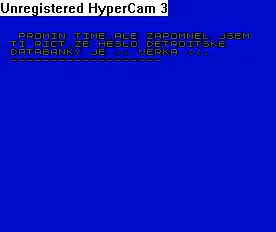 Unregistered HyperCam 3
PROMIN TIME,ALE ZAPOMNEL JSEM
TI RICT,ZE HESLO DETROITSKE
DATABANKY JE >> VERKA <<.
-------------------